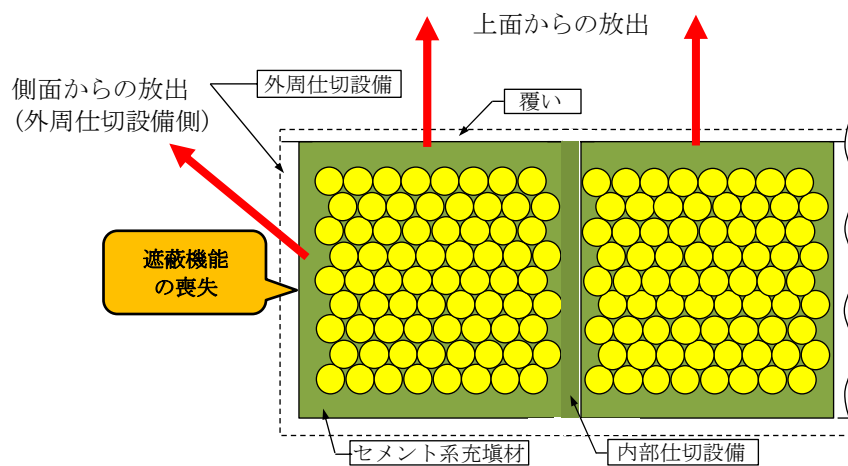 上面からの放出
側面からの放出
（外周仕切設備側）
外周仕切設備
覆い
遮蔽機能
の喪失
セメント系充塡材
内部仕切設備